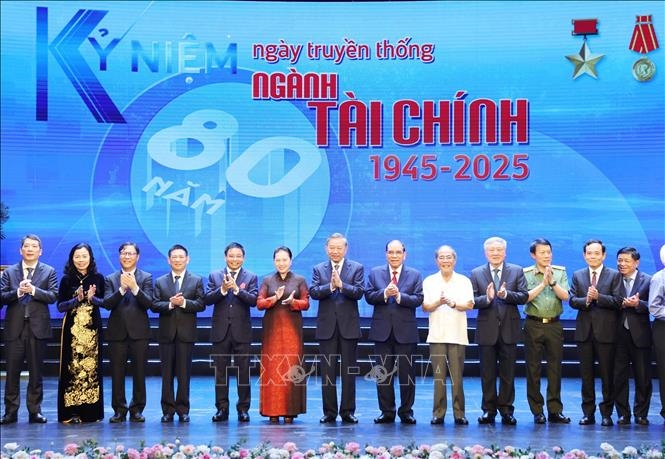 KỶ NIỆM
ngày truyền thống
NGÀNH
TÀI CHÍNH
1945-2025
80
NĂM
TTXVN - VNA